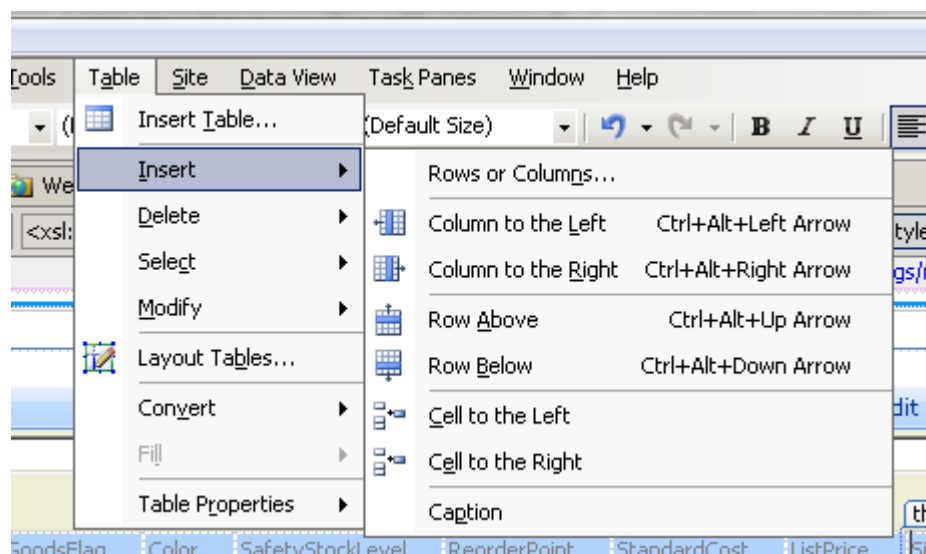 Tools Table Site Data View Task Panes Window Help
Insert Table...
(Default Size) B I U
Insert
Rows or Columns...
We
Delete
Column to the Left Ctrl+Alt+Left Arrow
<xsl:
Select
Column to the Right Ctrl+Alt+Right Arrow
Modify
Row Above Ctrl+Alt+Up Arrow
Layout Tables...
Row Below Ctrl+Alt+Down Arrow
Convert
Cell to the Left
Fill
Cell to the Right
Table Properties
Caption
GoodsFlag Color SafetyStockLevel ReorderPoint StandardCost ListPrice